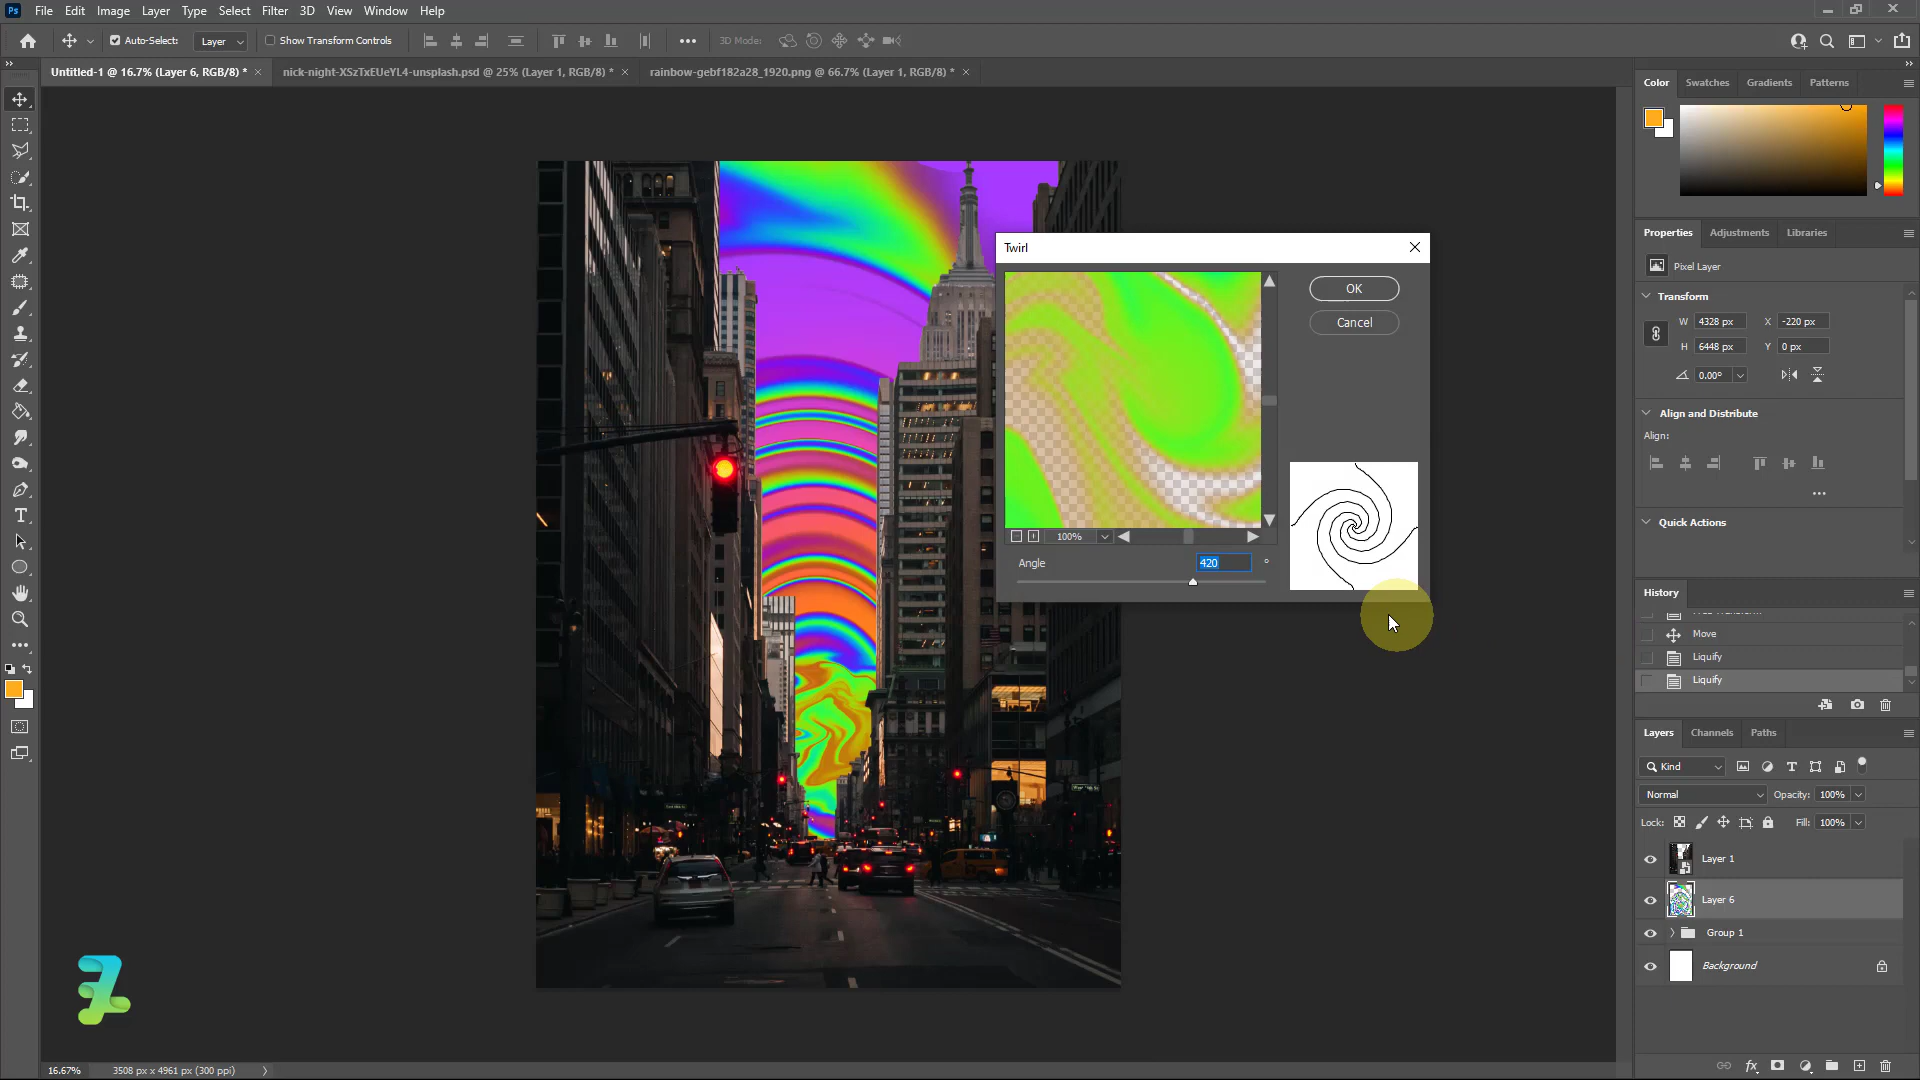 Ps File Edit Image Layer Type Select Filter 3D View Window Help
Auto-Select: Layer Show Transform Controls 3D Mode:
Untitled-1 @ 16.7% (Layer 6, RGB/8) * nick-night-XSzTxEUeYL4-unsplash.psd @ 25% (Layer 1, RGB/8) * rainbow-gebf182a28_1920.png @ 66.7% (Layer 1, RGB/8) *
Color Swatches Gradients Patterns
Properties Adjustments Libraries
Pixel Layer
Transform
W 4328 px X -220 px
H 6448 px Y 0 px
0.00°
Align and Distribute
Align:
Quick Actions
Twirl
OK
Cancel
100%
Angle 420 °
History
Move
Liquify
Liquify
Layers Channels Paths
Kind
Normal Opacity: 100%
Lock: Fill: 100%
Layer 1
Layer 6
Group 1
Background
16.67% 3508 px x 4961 px (300 ppi)